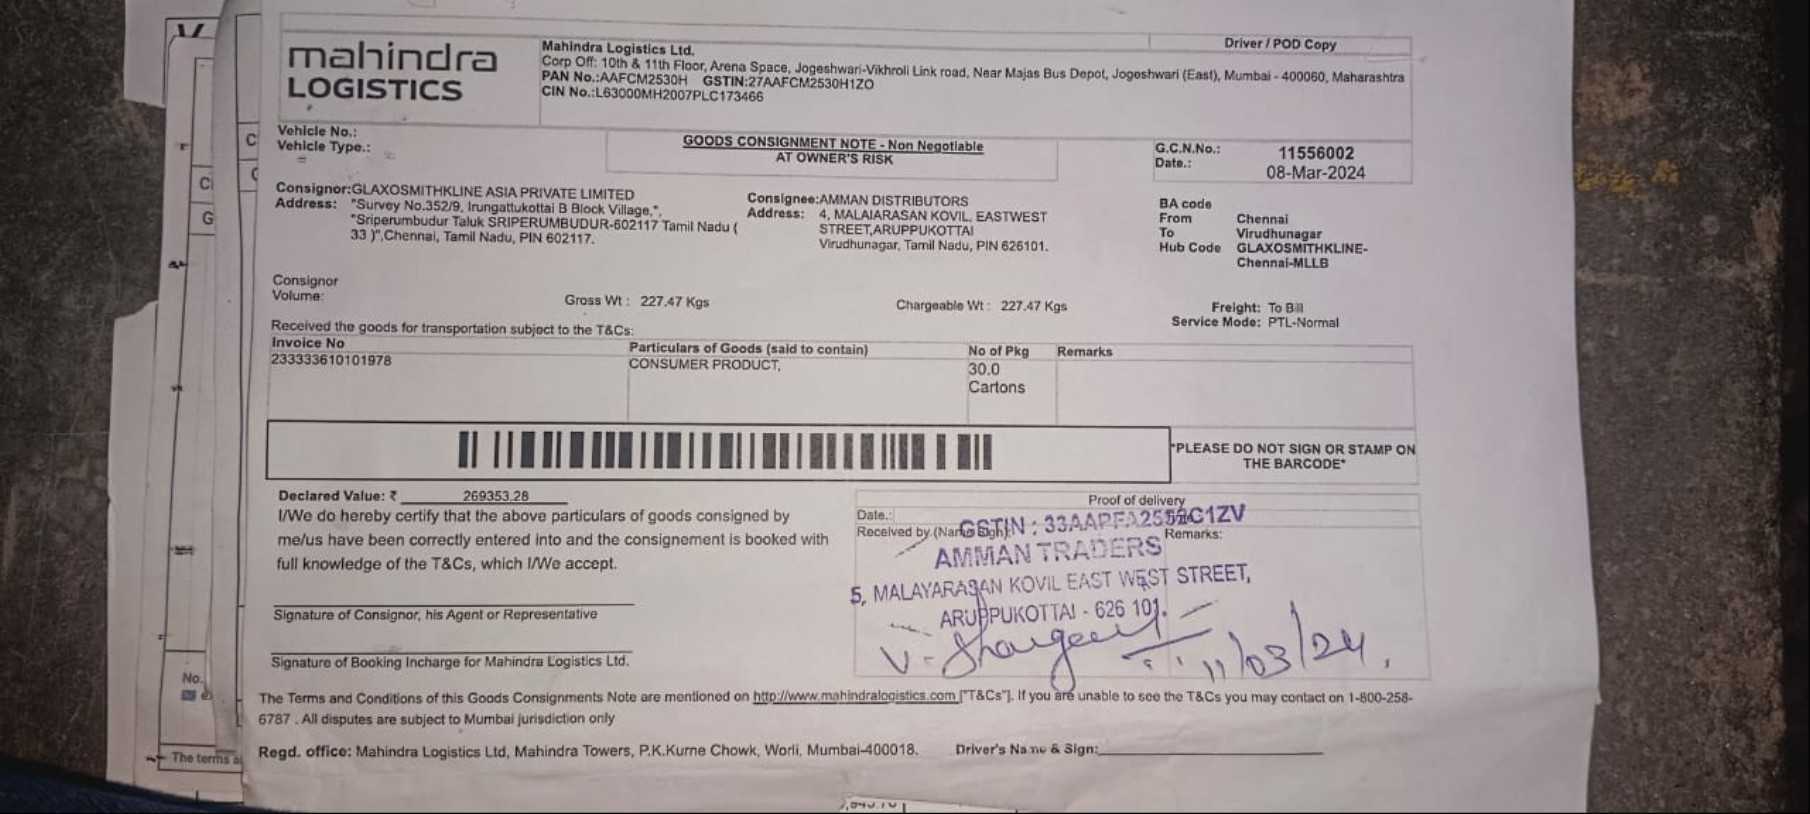 mahindra
LOGISTICS
Mahindra Logistics Ltd.
Corp Off: 10th & 11th Floor, Arena Space, Jogeshwari-Vikhroli Link road, Near Majas Bus Depot, Jogeshwari (East), Mumbai - 400060, Maharashtra
PAN No.:AAFCM2530H GSTIN:27AAFCM2530H1ZO
CIN No.:L63000MH2007PLC173466
Driver / POD Copy
Vehicle No.:
Vehicle Type.:
GOODS CONSIGNMENT NOTE - Non Negotiable
AT OWNER'S RISK
G.C.N.No.: 11556002
Date.: 08-Mar-2024
Consignor:GLAXOSMITHKLINE ASIA PRIVATE LIMITED
Address: "Survey No.352/9, Irungattukottai B Block Village,",
"Sriperumbudur Taluk SRIPERUMBUDUR-602117 Tamil Nadu (
33 )",Chennai, Tamil Nadu, PIN 602117.
Consignee:AMMAN DISTRIBUTORS
Address: 4, MALAIARASAN KOVIL, EASTWEST
STREET,ARUPPUKOTTAI
Virudhunagar, Tamil Nadu, PIN 626101.
BA code
From Chennai
To Virudhunagar
Hub Code GLAXOSMITHKLINE-
Chennai-MLLB
Consignor
Volume:
Gross Wt : 227.47 Kgs
Chargeable Wt : 227.47 Kgs
Freight: To Bill
Service Mode: PTL-Normal
Received the goods for transportation subject to the T&Cs:
Invoice No Particulars of Goods (said to contain) No of Pkg Remarks
233333610101978 CONSUMER PRODUCT, 30.0
Cartons
*PLEASE DO NOT SIGN OR STAMP ON
THE BARCODE*
Declared Value: ₹ 269353.28
I/We do hereby certify that the above particulars of goods consigned by
me/us have been correctly entered into and the consignement is booked with
full knowledge of the T&Cs, which I/We accept.
Signature of Consignor, his Agent or Representative
Signature of Booking Incharge for Mahindra Logistics Ltd.
Proof of delivery
Date.:
Received by.(Name Sigh):
Remarks:
GSTIN :
AMMAN TRADERS
5, MALAYARASAN KOVIL EAST WEST STREET,
ARUPPUKOTTAI - 626 101.
11/03/24
The Terms and Conditions of this Goods Consignments Note are mentioned on http://www.mahindralogistics.com ["T&Cs"]. If you are unable to see the T&Cs you may contact on 1-800-258-
6787 . All disputes are subject to Mumbai jurisdiction only
Regd. office: Mahindra Logistics Ltd, Mahindra Towers, P.K.Kurne Chowk, Worli, Mumbai-400018.
Driver's Name & Sign:
No.
The terms